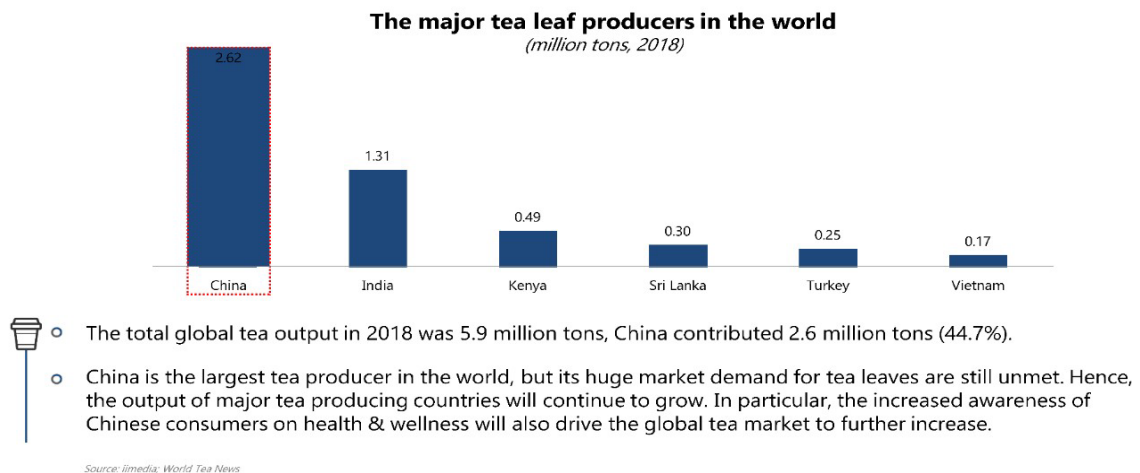 The major tea leaf producers in the world
(million tons, 2018)
2.62
1.31
0.49
0.30
0.25
0.17
China
India
Kenya
Sri Lanka
Turkey
Vietnam
The total global tea output in 2018 was 5.9 million tons, China contributed 2.6 million tons (44.7%).
China is the largest tea producer in the world, but its huge market demand for tea leaves are still unmet. Hence,
the output of major tea producing countries will continue to grow. In particular, the increased awareness of
Chinese consumers on health & wellness will also drive the global tea market to further increase.
Source: iimedia; World Tea News